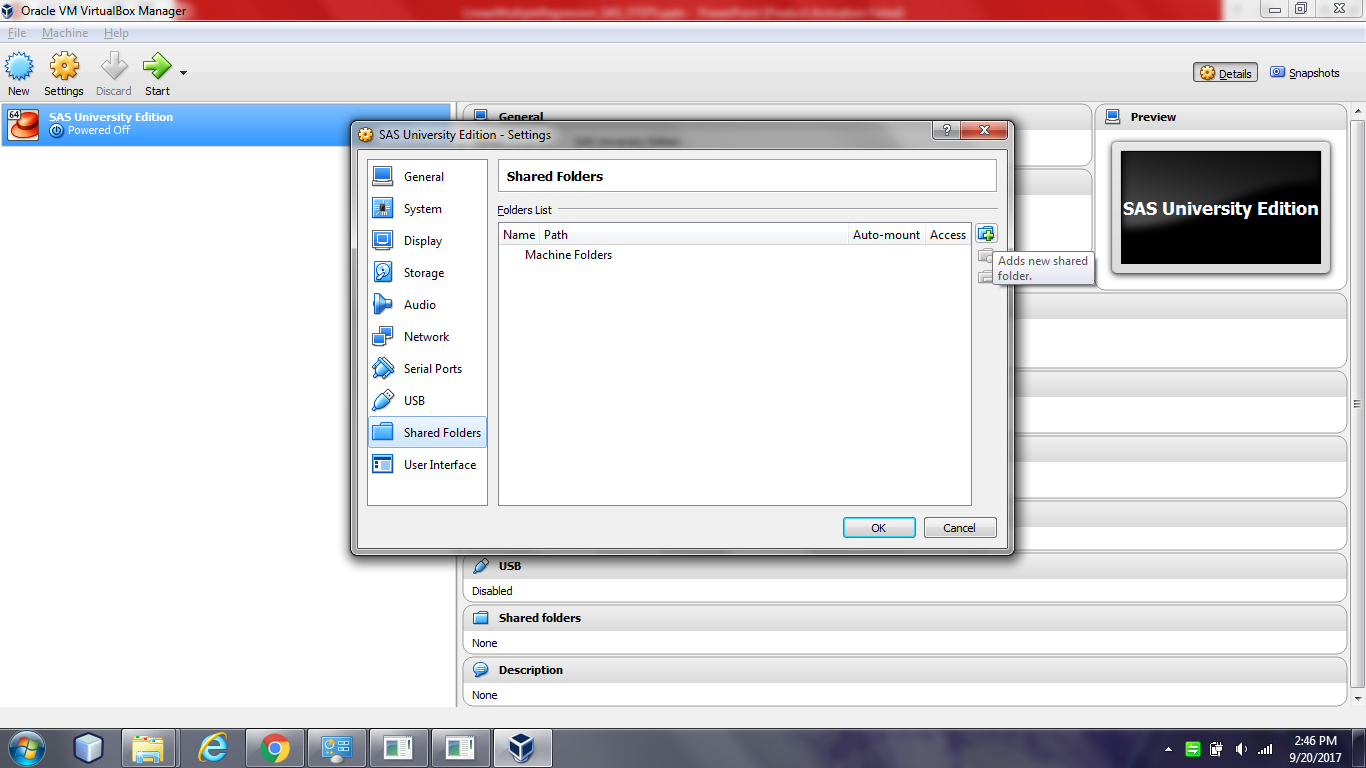 Oracle VM VirtualBox Manager
File Machine Help
New Settings Discard Start
Details Snapshots
64
SAS University Edition
Powered Off
General
Preview
SAS University Edition
SAS University Edition - Settings
?
General
System
Display
Storage
Audio
Network
Serial Ports
USB
Shared Folders
User Interface
Shared Folders
Folders List
Name Path Auto-mount Access
Machine Folders
Adds new shared
folder.
OK Cancel
USB
Disabled
Shared folders
None
Description
None
2:46 PM
9/20/2017